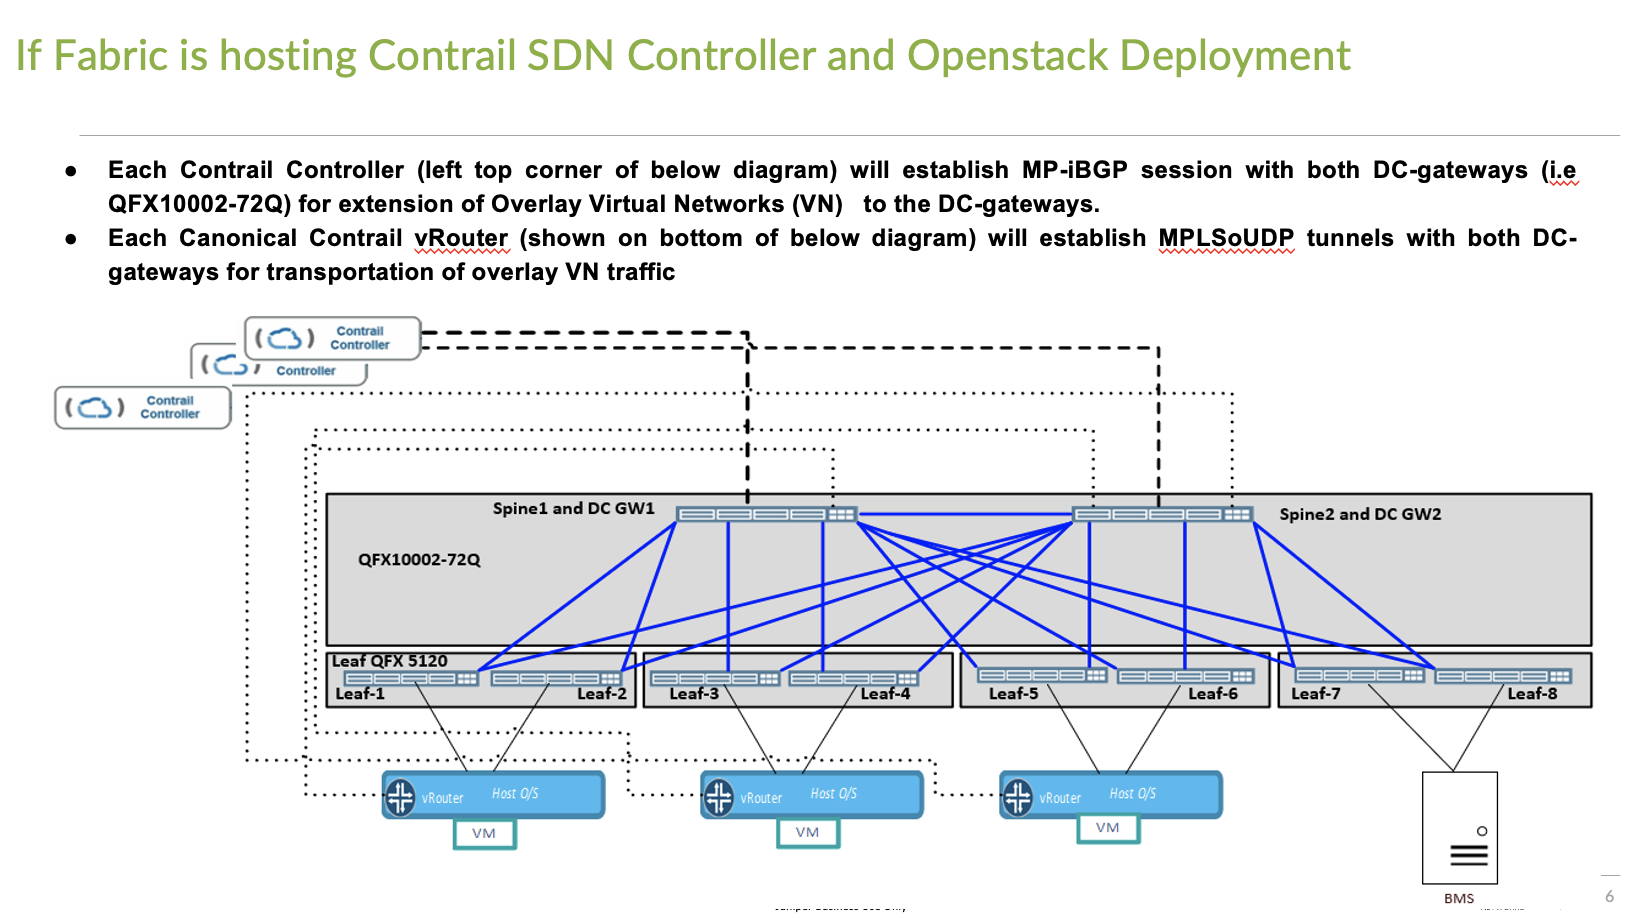 If Fabric is hosting Contrail SDN Controller and Openstack Deployment
● Each Contrail Controller (left top corner of below diagram) will establish MP-iBGP session with both DC-gateways (i.e
QFX10002-72Q) for extension of Overlay Virtual Networks (VN) to the DC-gateways.
● Each Canonical Contrail vRouter (shown on bottom of below diagram) will establish MPLSoUDP tunnels with both DC-
gateways for transportation of overlay VN traffic
Contrail
Controller
Controller
Contrail
Controller
Spine1 and DC GW1
Spine2 and DC GW2
QFX10002-72Q
Leaf QFX 5120
Leaf-1
Leaf-2
Leaf-3
Leaf-4
Leaf-5
Leaf-6
Leaf-7
Leaf-8
vRouter
Host O/S
vRouter
Host O/S
vRouter
Host O/S
VM
VM
VM
BMS
6